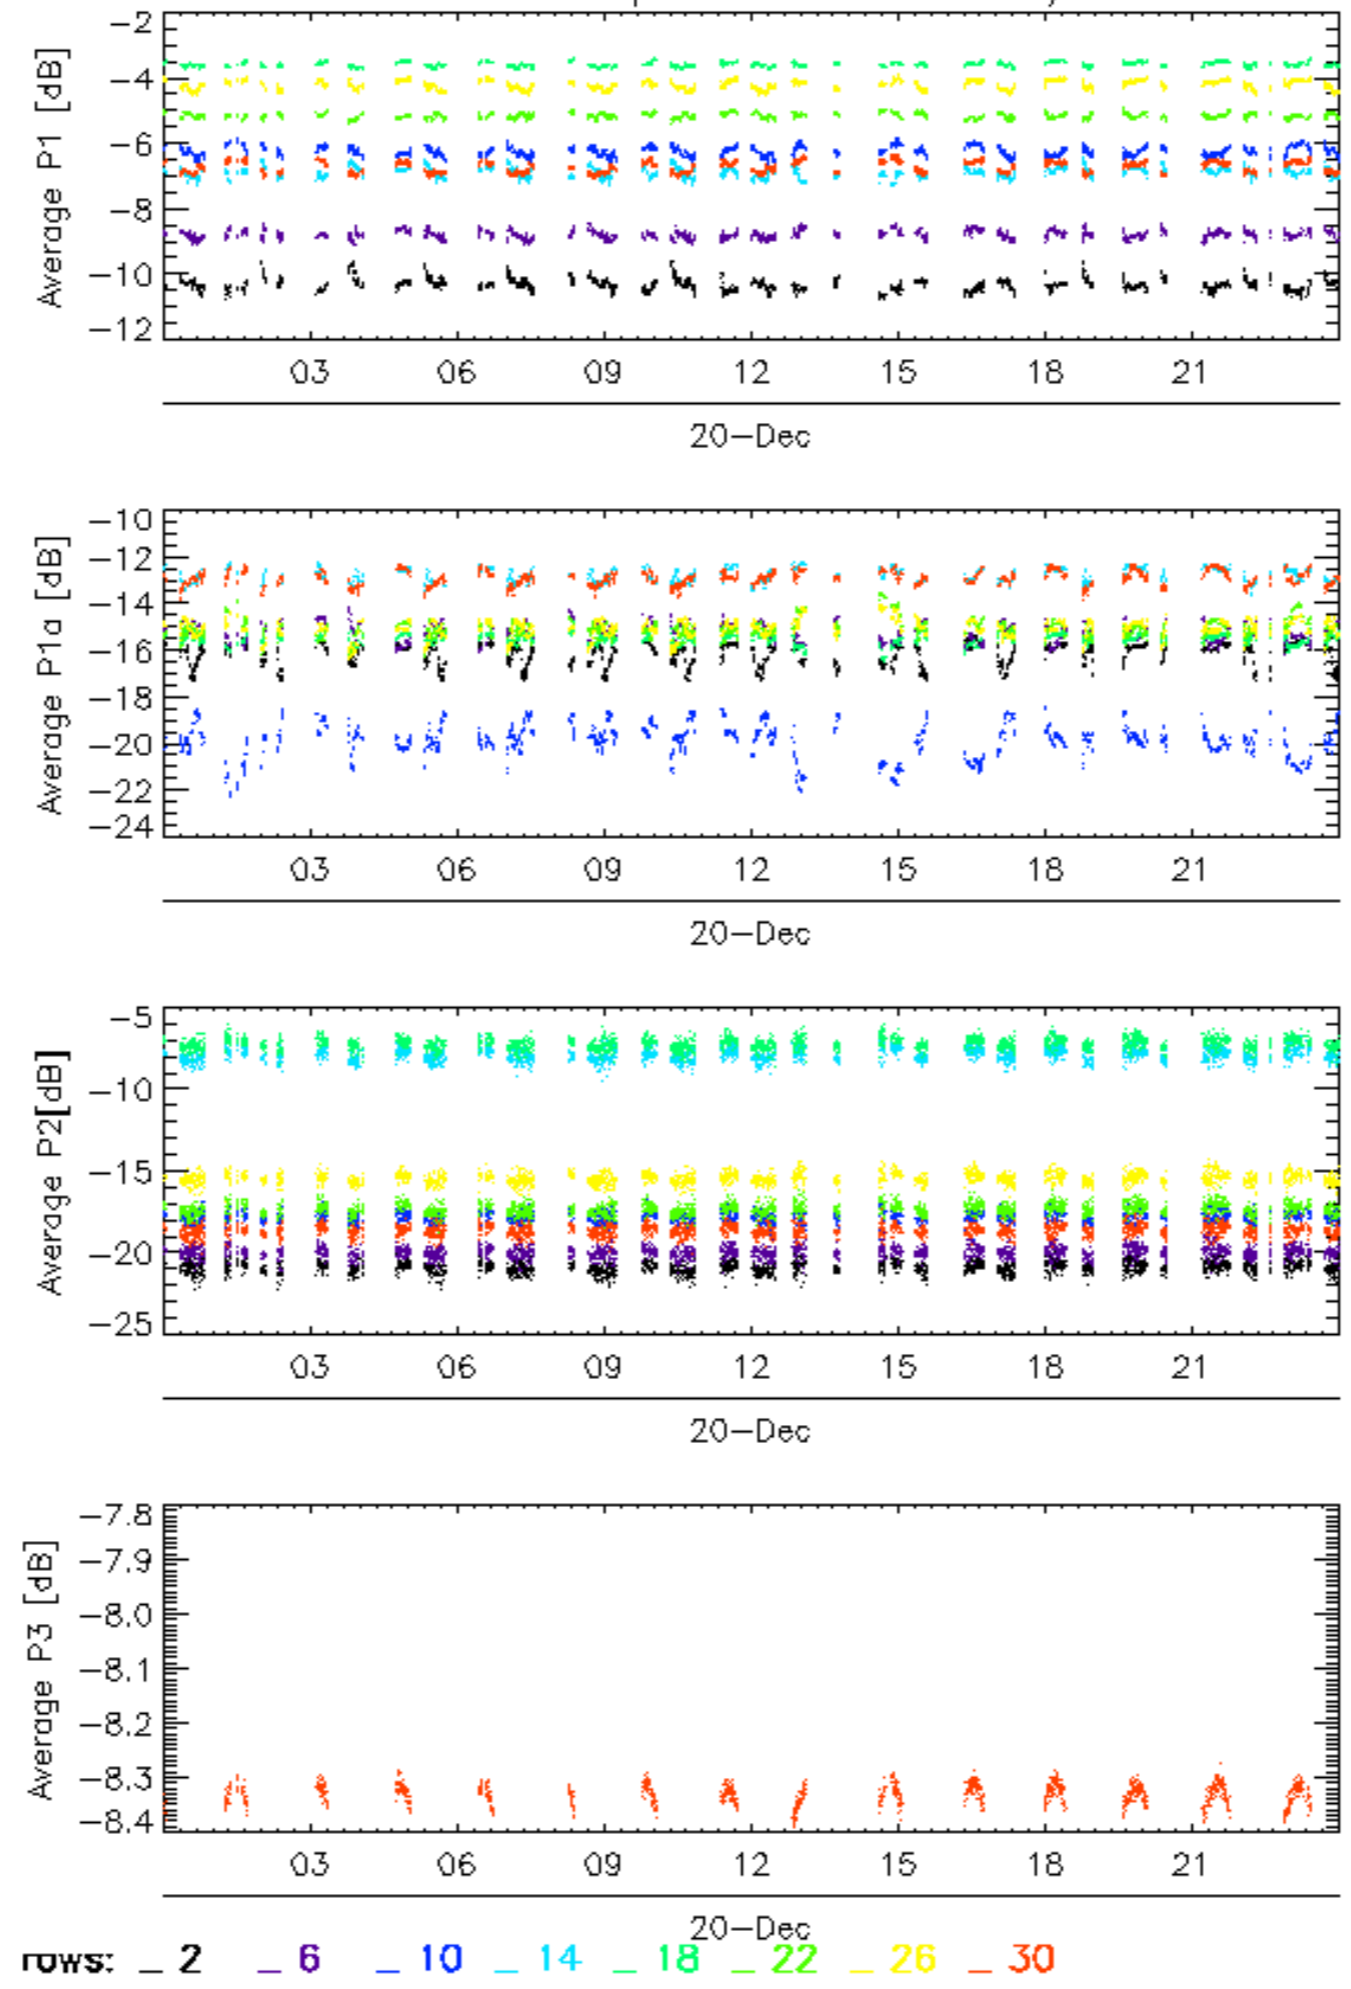 Average P1 [dB]
-2
-4
-6
-8
-10
-12
03 06 09 12 15 18 21
20-Dec
Average P1a [dB]
-10
-12
-14
-16
-18
-20
-22
-24
03 06 09 12 15 18 21
20-Dec
Average P2[dB]
-5
-10
-15
-20
-25
03 06 09 12 15 18 21
20-Dec
Average P3 [dB]
-7.8
-7.9
-8.0
-8.1
-8.2
-8.3
-8.4
03 06 09 12 15 18 21
20-Dec
rows: _ 2 _ 6 _ 10 _ 14 _ 18 _ 22 _ 26 _ 30